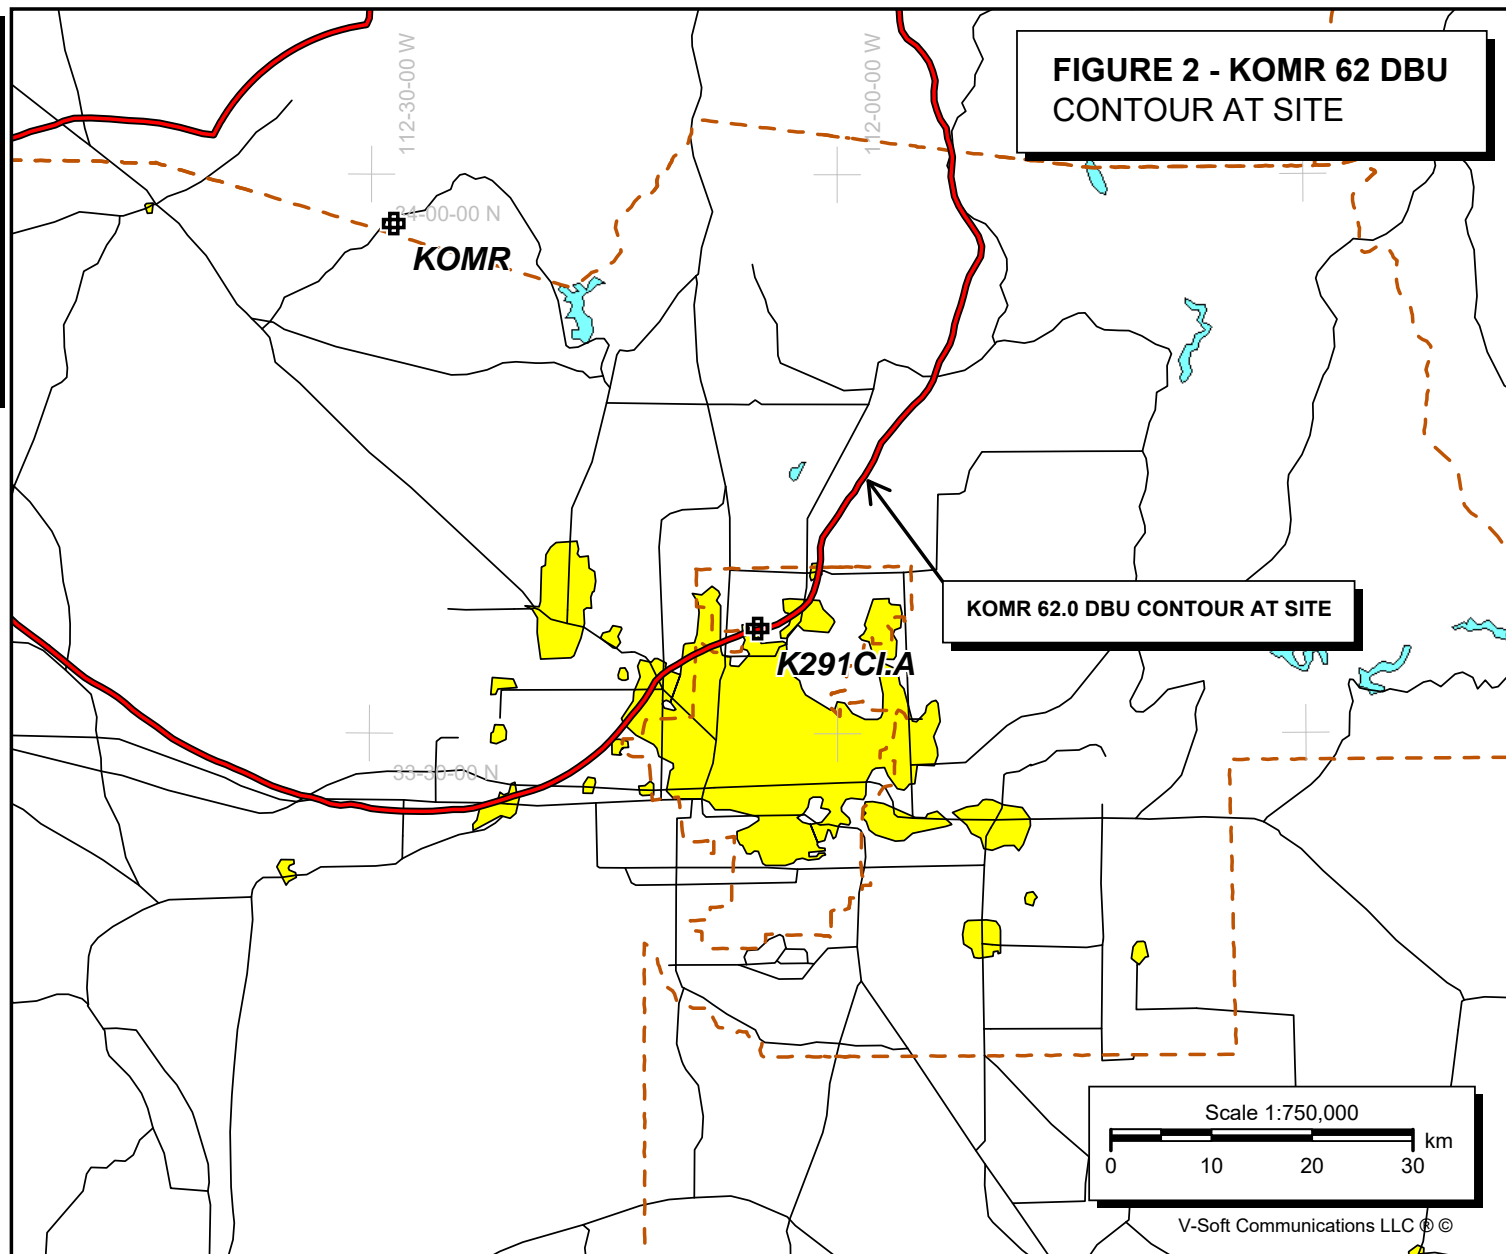 FIGURE 2 - KOMR 62 DBU
CONTOUR AT SITE
112-30-00 W
112-00-00 W
34-00-00 N
KOMR
KOMR 62.0 DBU CONTOUR AT SITE
K291CI.A
33-30-00 N
Scale 1:750,000
km
0 10 20 30
V-Soft Communications LLC ® ©